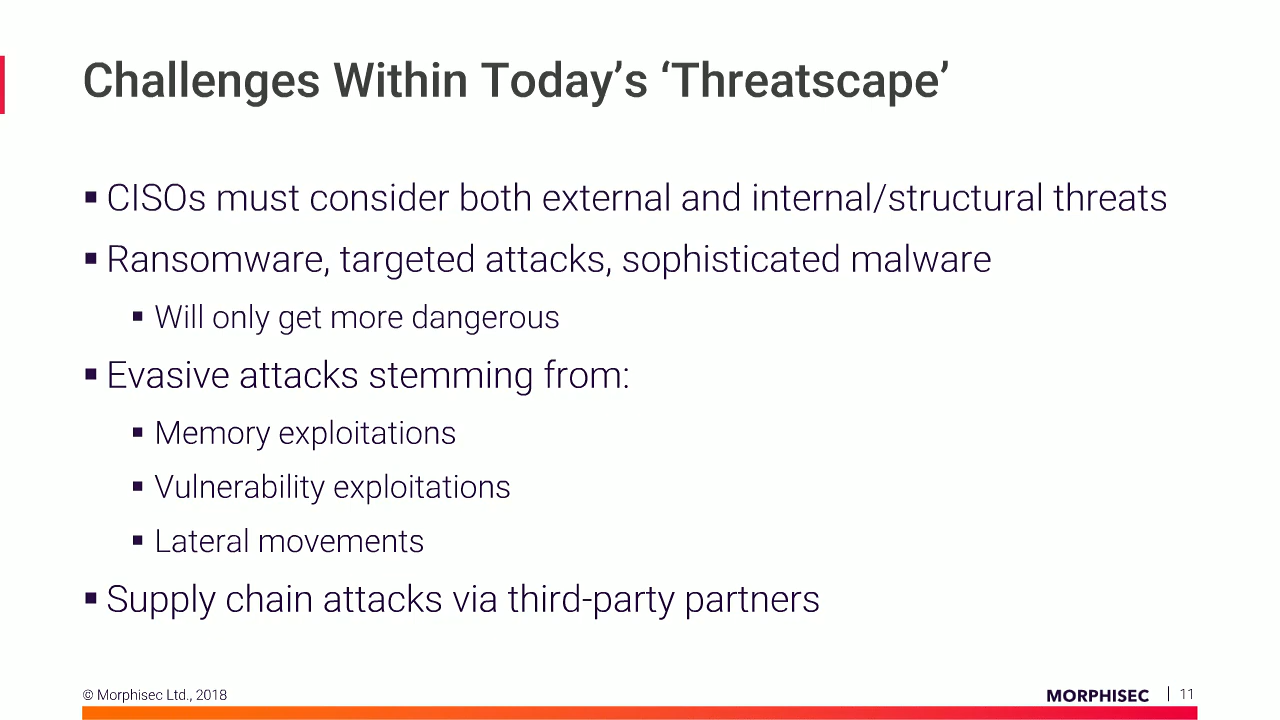 Challenges Within Today’s ‘Threatscape’
▪ CISOs must consider both external and internal/structural threats
▪ Ransomware, targeted attacks, sophisticated malware
▪ Will only get more dangerous
▪ Evasive attacks stemming from:
▪ Memory exploitations
▪ Vulnerability exploitations
▪ Lateral movements
▪ Supply chain attacks via third-party partners
© Morphisec Ltd., 2018 MORPHISEC | 11